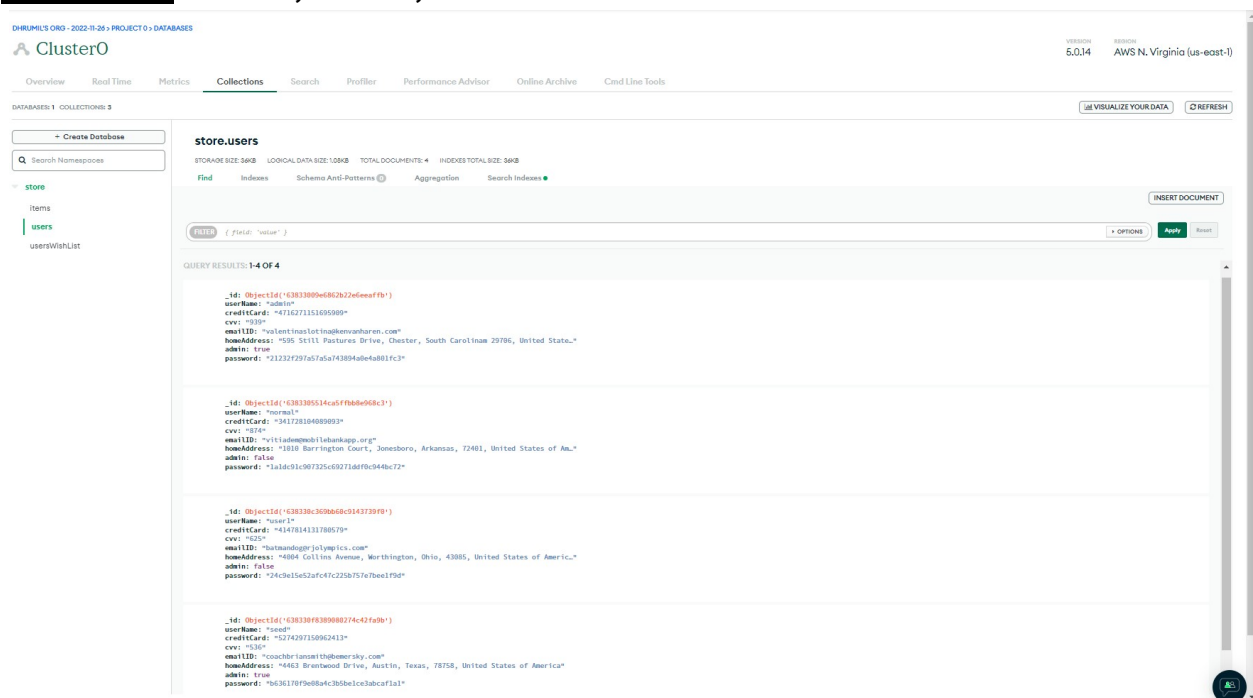 DHRUMIL'S ORG - 2022-11-26 > PROJECT 0 > DATABASES
Cluster0
VERSION REGION
5.0.14 AWS N. Virginia (us-east-1)
Overview Real Time Metrics Collections Search Profiler Performance Advisor Online Archive Cmd Line Tools
DATABASES: 1 COLLECTIONS: 3
VISUALIZE YOUR DATA REFRESH
+ Create Database
Search Namespaces
store
items
users
usersWishList
store.users
STORAGE SIZE: 36KB LOGICAL DATA SIZE: 1.08KB TOTAL DOCUMENTS: 4 INDEXES TOTAL SIZE: 36KB
Find Indexes Schema Anti-Patterns 0 Aggregation Search Indexes
INSERT DOCUMENT
FILTER { field: 'value' }
OPTIONS Apply Reset
QUERY RESULTS: 1-4 OF 4
_id: ObjectId('63833009e6862b22e6eeaffb')
userName: "admin"
creditCard: "4716271151695909"
cvv: "939"
emailID: "valentinaslotina@kenvanharen.com"
homeAddress: "595 Still Pastures Drive, Chester, South Carolinam 29706, United State…"
admin: true
password: "21232f297a57a5a743894a0e4a801fc3"
_id: ObjectId('6383305514ca5ffbb8e968c3')
userName: "normal"
creditCard: "341728104089093"
cvv: "874"
emailID: "vitiadem@mobilebankapp.org"
homeAddress: "1010 Barrington Court, Jonesboro, Arkansas, 72401, United States of Am…"
admin: false
password: "1a1dc91c907325c69271ddf0c944bc72"
_id: ObjectId('638330c369bb60c9143739f0')
userName: "user1"
creditCard: "4147814131780579"
cvv: "625"
emailID: "batmandog@rjolympics.com"
homeAddress: "4004 Collins Avenue, Worthington, Ohio, 43085, United States of Americ…"
admin: false
password: "24c9e15e52afc47c225b757e7bee1f9d"
_id: ObjectId('638330f8389080274c42fa9b')
userName: "seed"
creditCard: "5274297150962413"
cvv: "536"
emailID: "coachbriansmith@bemersky.com"
homeAddress: "4463 Brentwood Drive, Austin, Texas, 78758, United States of America"
admin: true
password: "b636170f9e08a4c3b5be1ce3abcaf1a1"